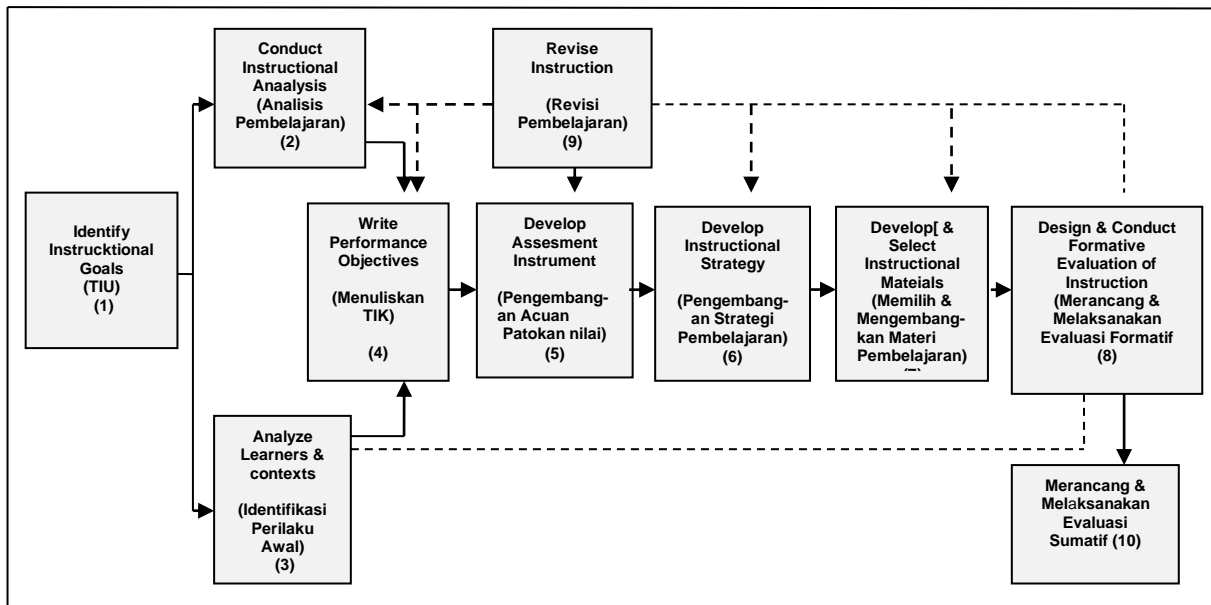 Identify
Instrucktional
Goals
(TIU)
(1)
Conduct
Instructional
Anaalysis
(Analisis
Pembelajaran)
(2)
Analyze
Learners &
contexts
(Identifikasi
Perilaku
Awal)
(3)
Write
Performance
Objectives
(Menuliskan
TIK)
(4)
Develop
Assesment
Instrument
(Pengembang-
an Acuan
Patokan nilai)
(5)
Develop
Instructional
Strategy
(Pengembang-
an Strategi
Pembelajaran)
(6)
Develop[ &
Select
Instructional
Mateials
(Memilih &
Mengembang-
kan Materi
Pembelajaran)
Design & Conduct
Formative
Evaluation of
Instruction
(Merancang &
Melaksanakan
Evaluasi Formatif
(8)
Revise
Instruction
(Revisi
Pembelajaran)
(9)
Merancang &
Melaksanakan
Evaluasi
Sumatif (10)